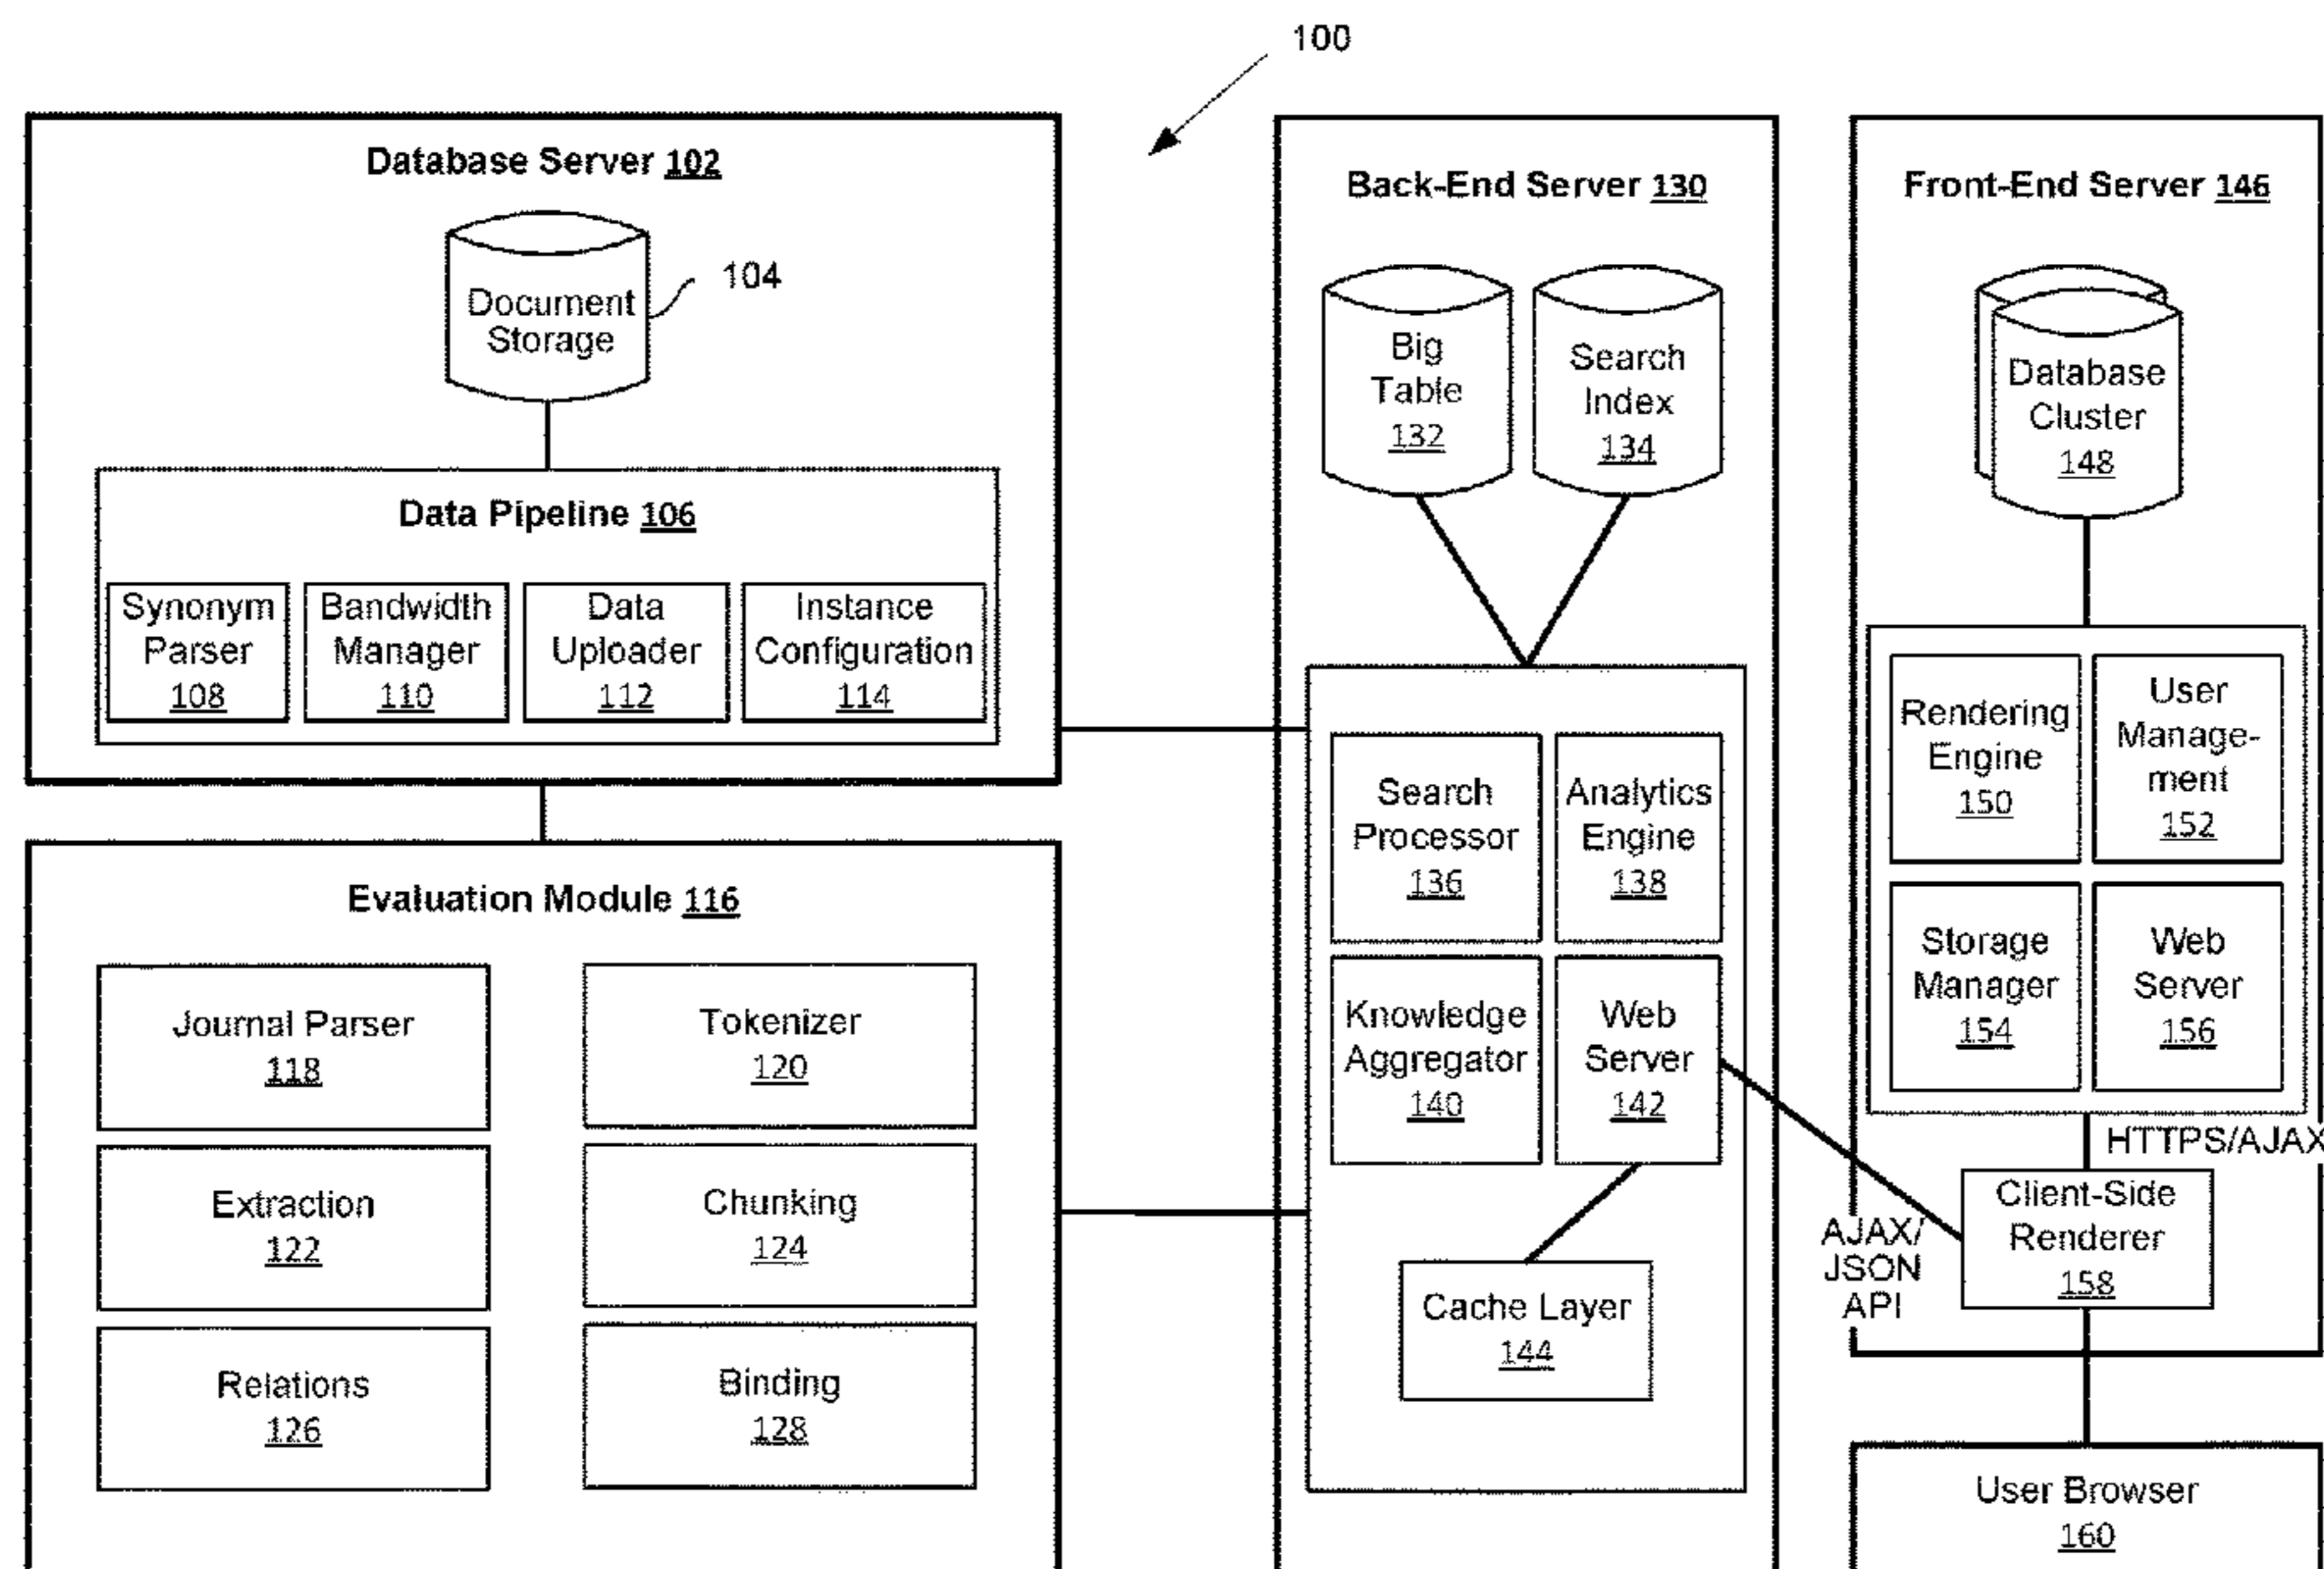 100
Database Server 102
Document
Storage
104
Data Pipeline 106
Synonym
Parser
108
Bandwidth
Manager
110
Data
Uploader
112
Instance
Configuration
114
Evaluation Module 116
Journal Parser
118
Tokenizer
120
Extraction
122
Chunking
124
Relations
126
Binding
128
Back-End Server 130
Big
Table
132
Search
Index
134
Search
Processor
136
Analytics
Engine
138
Knowledge
Aggregator
140
Web
Server
142
Cache Layer
144
Front-End Server 146
Database
Cluster
148
Rendering
Engine
150
User
Manage-
ment
152
Storage
Manager
154
Web
Server
156
HTTPS/AJAX
AJAX/
JSON
API
Client-Side
Renderer
158
User Browser
160